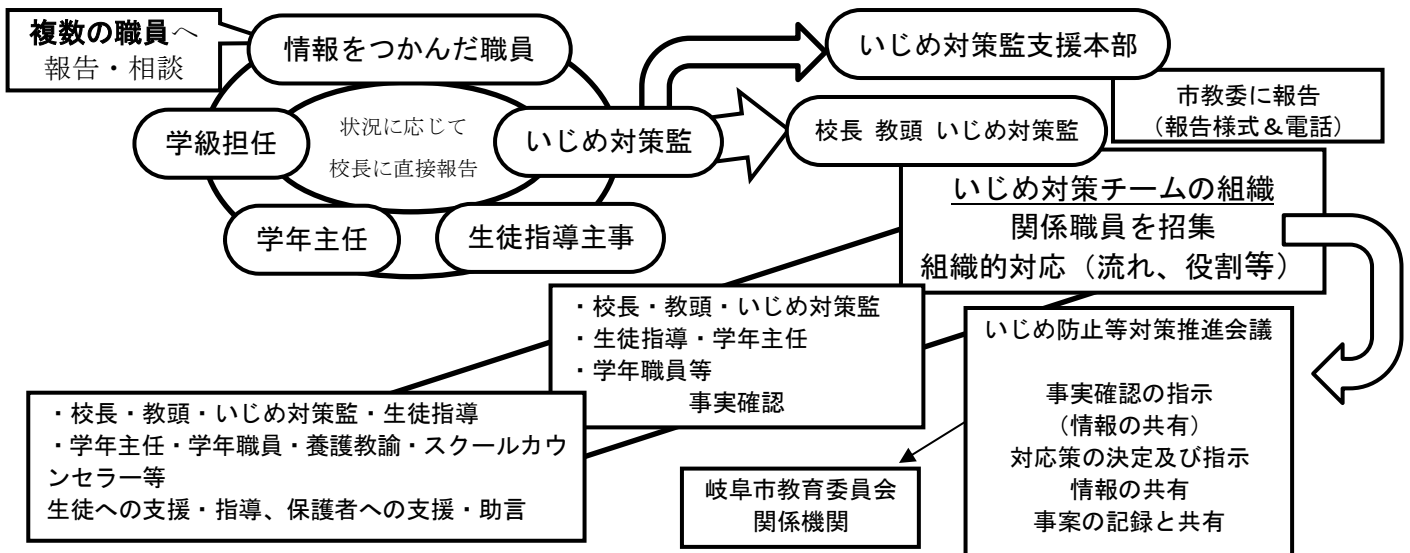 複数の職員へ
報告・相談
情報をつかんだ職員
いじめ対策監支援本部
市教委に報告
(報告様式＆電話)
学級担任
状況に応じて
校長に直接報告
いじめ対策監
校長 教頭 いじめ対策監
学年主任
生徒指導主事
いじめ対策チームの組織
関係職員を招集
組織的対応（流れ、役割等）
・校長・教頭・いじめ対策監
・生徒指導・学年主任
・学年職員等
事実確認
いじめ防止等対策推進会議
事実確認の指示
(情報の共有)
対応策の決定及び指示
情報の共有
事案の記録と共有
・校長・教頭・いじめ対策監・生徒指導
・学年主任・学年職員・養護教諭・スクールカウ
ンセラー等
生徒への支援・指導、保護者への支援・助言
岐阜市教育委員会
関係機関